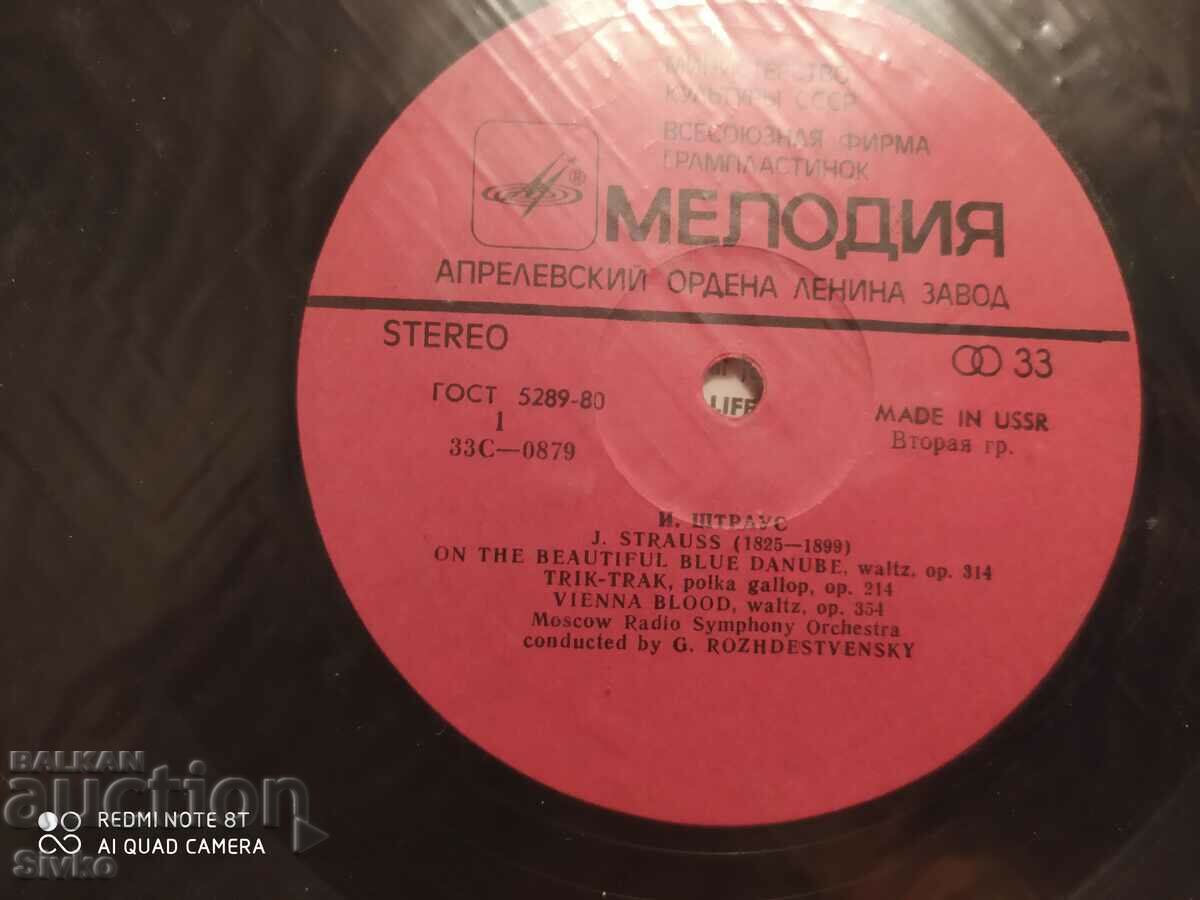 МИНИСТЕРСТВО
КУЛЬТУРЫ СССР
ВСЕСОЮЗНАЯ ФИРМА
ГРАМПЛАСТИНОК
®
МЕЛОДИЯ
АПРЕЛЕВСКИЙ ОРДЕНА ЛЕНИНА ЗАВОД
STEREO
33
ГОСТ 5289-80
1
33С—0879
LIFE
MADE IN USSR
Вторая гр.
И. ШТРАУС
J. STRAUSS (1825—1899)
ON THE BEAUTIFUL BLUE DANUBE, waltz, op. 314
TRIK-TRAK, polka gallop, op. 214
VIENNA BLOOD, waltz, op. 354
Moscow Radio Symphony Orchestra
conducted by G. ROZHDESTVENSKY
BALKAN
auction
REDMI NOTE 8T
AI QUAD CAMERA
Sivko